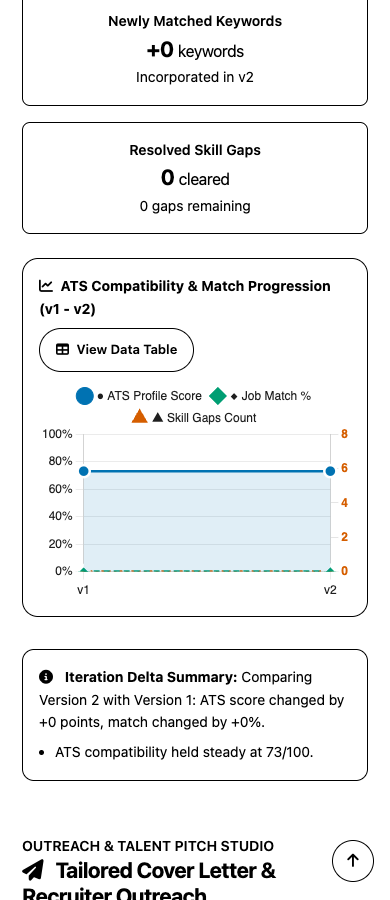 Newly Matched Keywords
+0 keywords
Incorporated in v2
Resolved Skill Gaps
0 cleared
0 gaps remaining
ATS Compatibility & Match Progression
(v1 - v2)
View Data Table
● ATS Profile Score ◆ Job Match %
▲ Skill Gaps Count
100% 8
80% 6
60%
40% 4
20% 2
0% 0
v1 v2
Iteration Delta Summary: Comparing
Version 2 with Version 1: ATS score changed by
+0 points, match changed by +0%.
• ATS compatibility held steady at 73/100.
OUTREACH & TALENT PITCH STUDIO
Tailored Cover Letter &
Recruiter Outreach